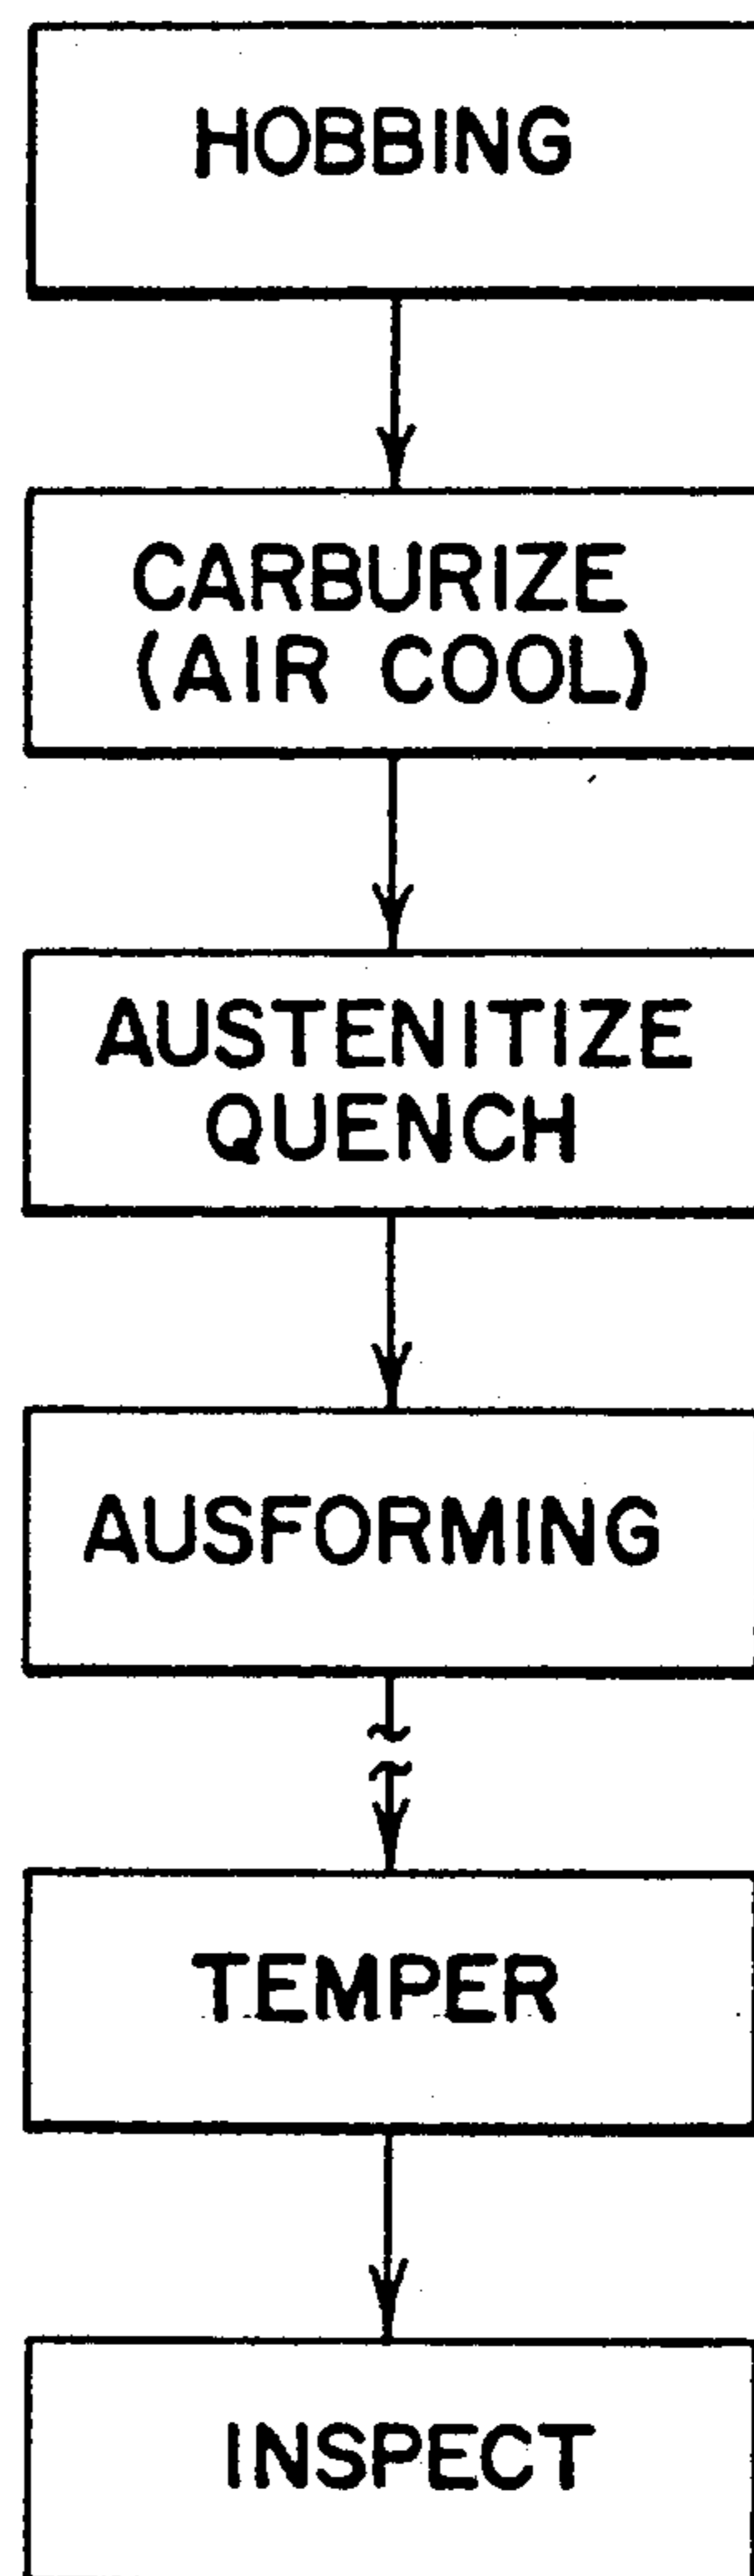 HOBBING
CARBURIZE
(AIR COOL)
AUSTENITIZE
QUENCH
AUSFORMING
TEMPER
INSPECT